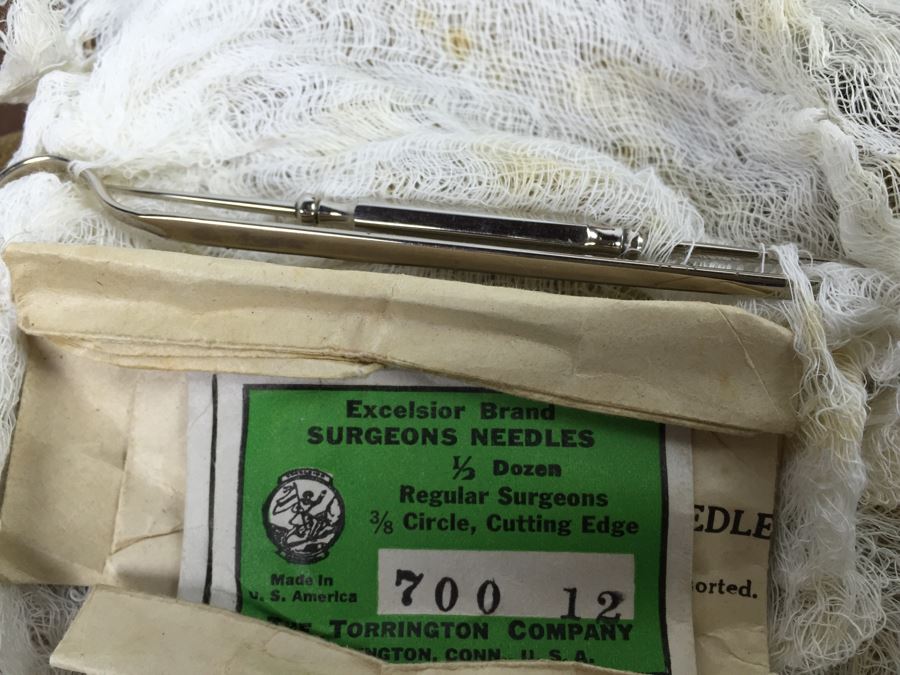 Excelsior Brand
SURGEONS NEEDLES
½ Dozen
Regular Surgeons
⅜ Circle, Cutting Edge
Made in
U. S. America
700 12
THE TORRINGTON COMPANY
INGTON, CONN., U. S. A.
EDLE
orted.